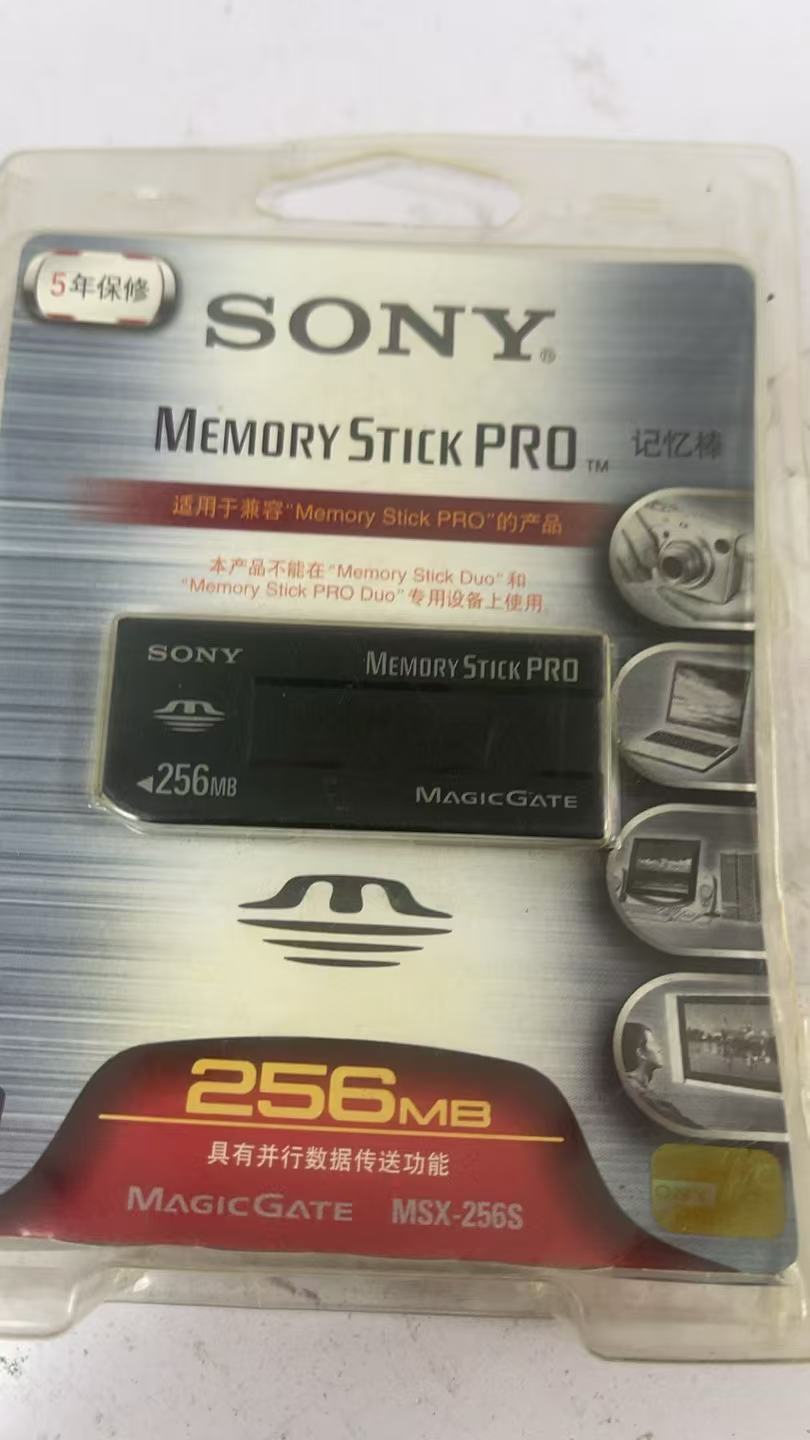 5年保修
SONY®
MEMORY STICK PRO™ 记忆棒
适用于兼容"Memory Stick PRO"的产品
本产品不能在"Memory Stick Duo"和
"Memory Stick PRO Duo"专用设备上使用
SONY MEMORY STICK PRO
◀256MB MAGICGATE
256MB
具有并行数据传送功能
MAGICGATE MSX-256S